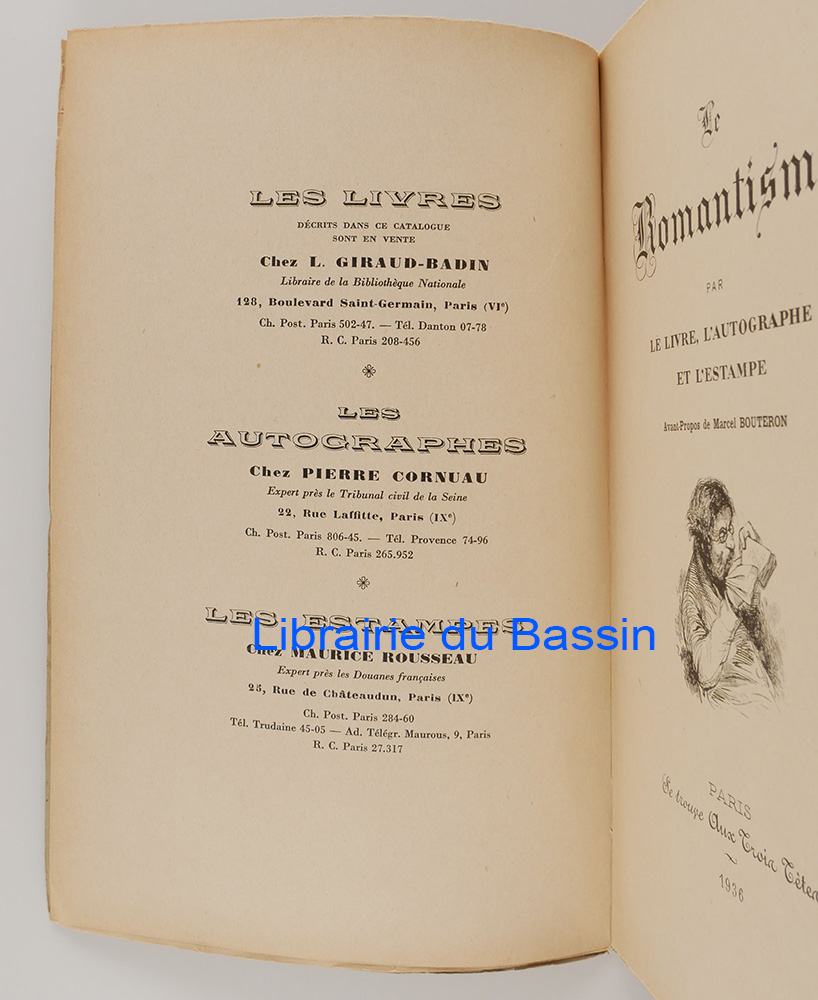 LES LIVRES
DÉCRITS DANS CE CATALOGUE
SONT EN VENTE
Chez L. GIRAUD-BADIN
Libraire de la Bibliothèque Nationale
128, Boulevard Saint-Germain, Paris (VIe)
Ch. Post. Paris 502-47. — Tél. Danton 07-78
R. C. Paris 208-456
LES
AUTOGRAPHES
Chez PIERRE CORNUAU
Expert près le Tribunal civil de la Seine
22, Rue Laffitte, Paris (IXe)
Ch. Post. Paris 806-45. — Tél. Provence 74-96
R. C. Paris 265.952
LES ESTAMPES
Librairie du Bassin
Chez MAURICE ROUSSEAU
Expert près les Douanes françaises
25, Rue de Châteaudun, Paris (IXe)
Ch. Post. Paris 284-60
Tél. Trudaine 45-05 — Ad. Télégr. Maurous, 9, Paris
R. C. Paris 27.317
Le
Romantism
PAR
LE LIVRE, L'AUTOGRAPHE
ET L'ESTAMPE
Avant-Propos de Marcel BOUTERON
PARIS
Se trouve Aux Trois Têtes
1936